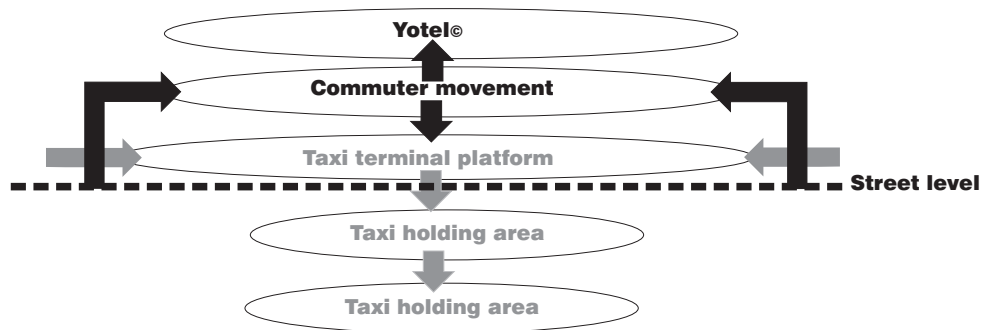 Yotel©
Commuter movement
Taxi terminal platform
Street level
Taxi holding area
Taxi holding area